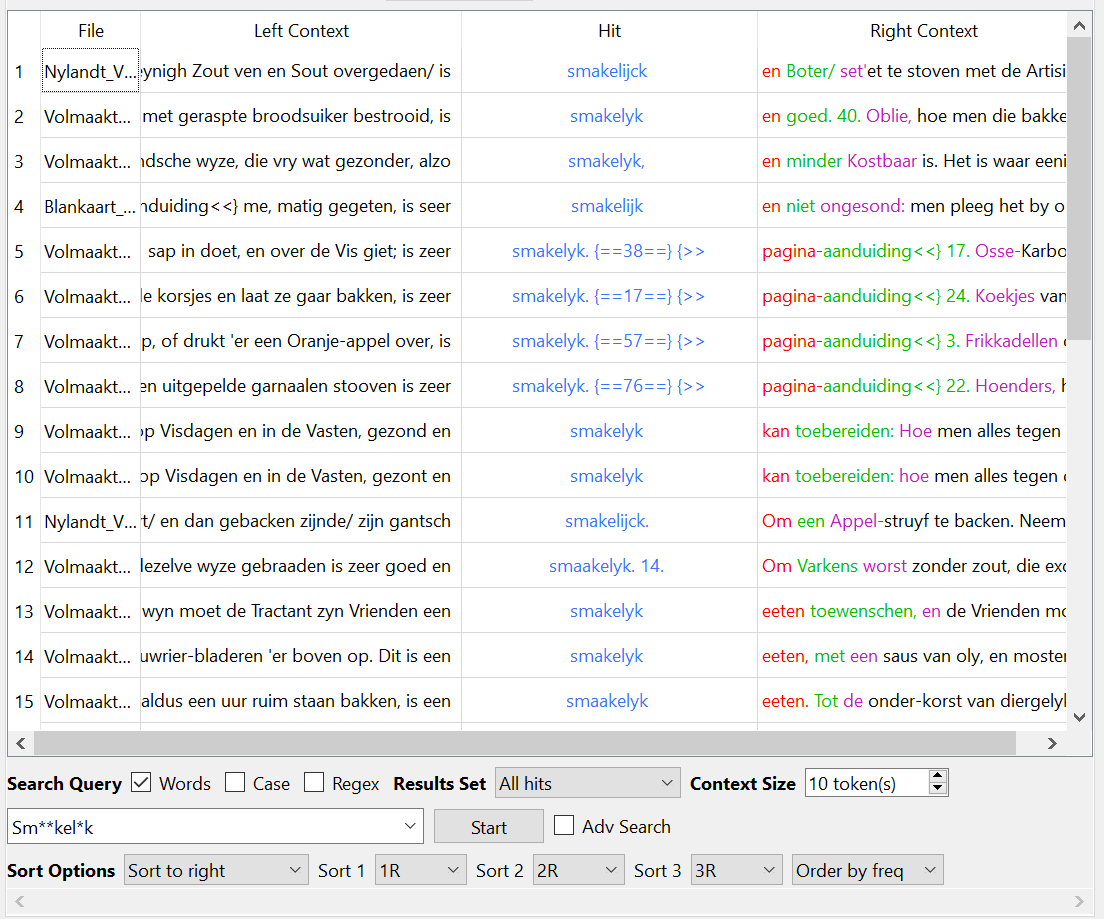 File Left Context Hit Right Context
1 Nylandt_V... eynigh Zout ven en Sout overgedaen/ is smakelijck en Boter/ set'et te stoven met de Artisi
2 Volmaakt... met geraspte broodsuiker bestrooid, is smakelyk en goed. 40. Oblie, hoe men die bakke
3 Volmaakt... ndsche wyze, die vry wat gezonder, alzo smakelyk, en minder Kostbaar is. Het is waar eeni
4 Blankaart_... nduiding<<} me, matig gegeten, is seer smakelijk en niet ongesond: men pleeg het by o
5 Volmaakt... sap in doet, en over de Vis giet; is zeer smakelyk. {==38==} {>> pagina-aanduiding<<} 17. Osse-Karbo
6 Volmaakt... de korsjes en laat ze gaar bakken, is zeer smakelyk. {==17==} {>> pagina-aanduiding<<} 24. Koekjes van
7 Volmaakt... p, of drukt 'er een Oranje-appel over, is smakelyk. {==57==} {>> pagina-aanduiding<<} 3. Frikkadellen
8 Volmaakt... en uitgepelde garnaalen stooven is zeer smakelyk. {==76==} {>> pagina-aanduiding<<} 22. Hoenders, h
9 Volmaakt... op Visdagen en in de Vasten, gezond en smakelyk kan toebereiden: Hoe men alles tegen
10 Volmaakt... op Visdagen en in de Vasten, gezont en smakelyk kan toebereiden: hoe men alles tegen
11 Nylandt_V... t/ en dan gebacken zijnde/ zijn gantsch smakelijck. Om een Appel-struyf te backen. Neem
12 Volmaakt... dezelve wyze gebraaden is zeer goed en smaakelyk. 14. Om Varkens worst zonder zout, die exc
13 Volmaakt... wyn moet de Tractant zyn Vrienden een smakelyk eeten toewenschen, en de Vrienden mo
14 Volmaakt... uwrier-bladeren 'er boven op. Dit is een smakelyk eeten, met een saus van oly, en moster
15 Volmaakt... aldus een uur ruim staan bakken, is een smaakelyk eeten. Tot de onder-korst van diergelyk
Search Query Words Case Regex Results Set All hits Context Size 10 token(s)
Sm**kel*k Start Adv Search
Sort Options Sort to right Sort 1 1R Sort 2 2R Sort 3 3R Order by freq